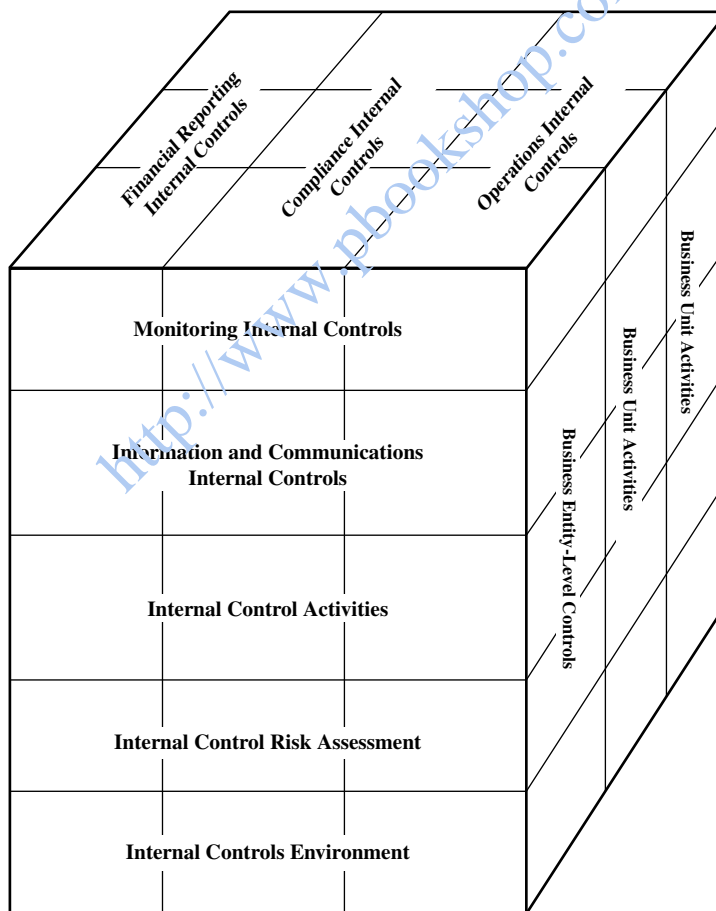 Financial Reporting
Internal Controls
Compliance Internal
Controls
Operations Internal
Controls
Monitoring Internal Controls
Information and Communications
Internal Controls
Internal Control Activities
Internal Control Risk Assessment
Internal Controls Environment
Business Entity-Level Controls
Business Unit Activities
Business Unit Activities
http://www.pbookshop.com